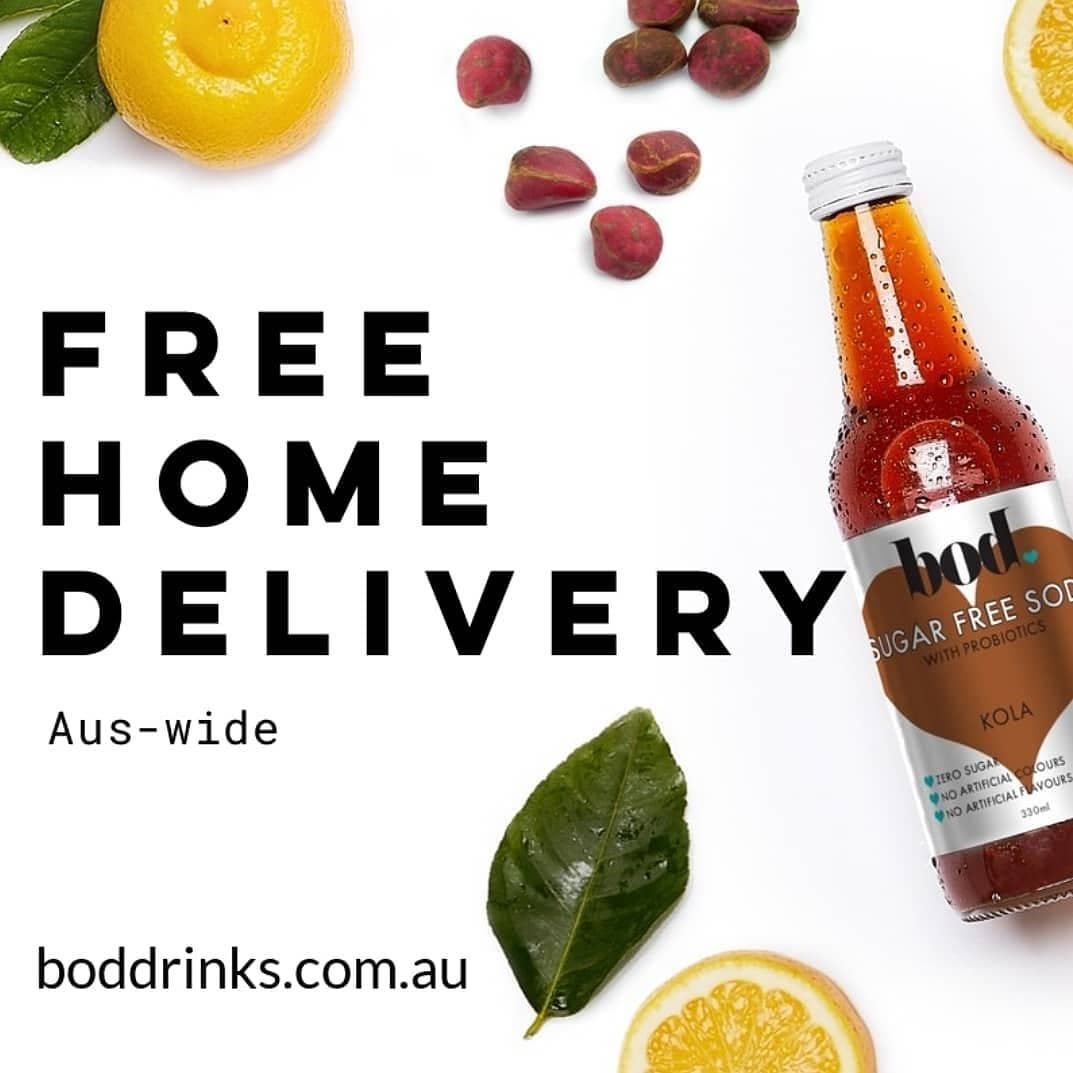 FREE
HOME
DELIVERY
Aus-wide
boddrinks.com.au
bod.
SUGAR FREE SOD
WITH PROBIOTICS
KOLA
ZERO SUGAR
NO ARTIFICIAL COLOURS
NO ARTIFICIAL FLAVOURS
330ml